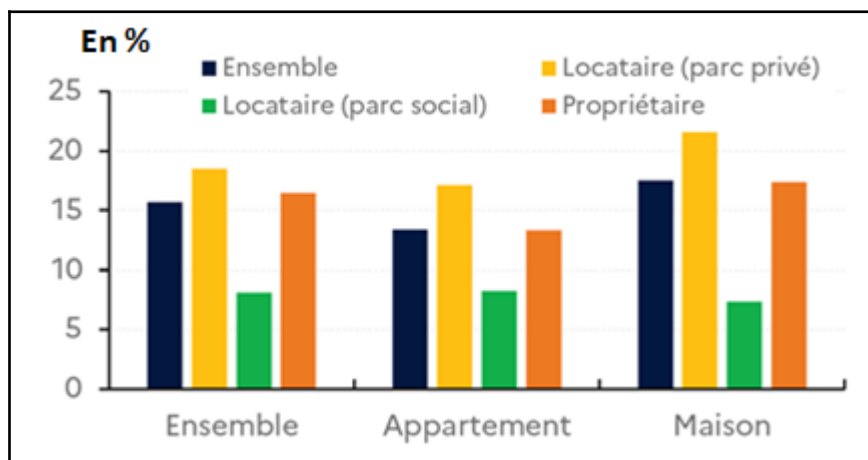 En %
Ensemble
Locataire (parc privé)
Locataire (parc social)
Propriétaire
25
20
15
10
5
0
Ensemble
Appartement
Maison